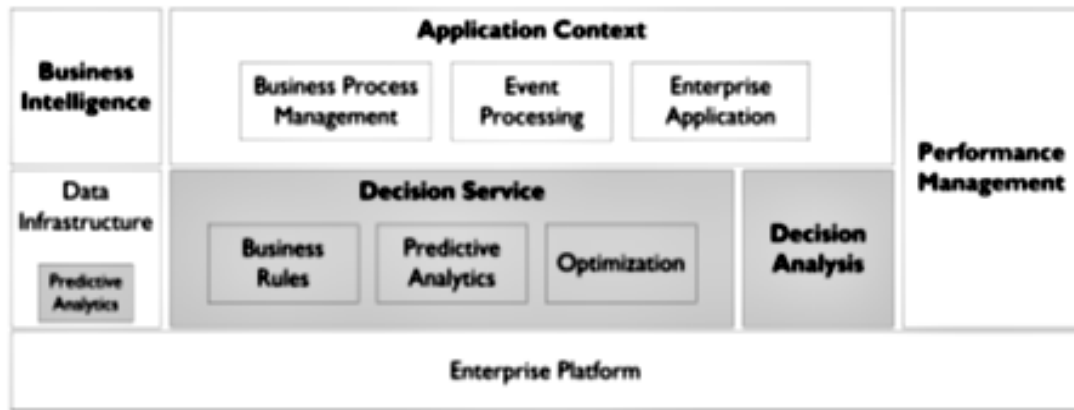 Business
Intelligence
Application Context
Business Process
Management
Event
Processing
Enterprise
Application
Performance
Management
Data
Infrastructure
Predictive
Analytics
Decision Service
Business
Rules
Predictive
Analytics
Optimization
Decision
Analysis
Enterprise Platform